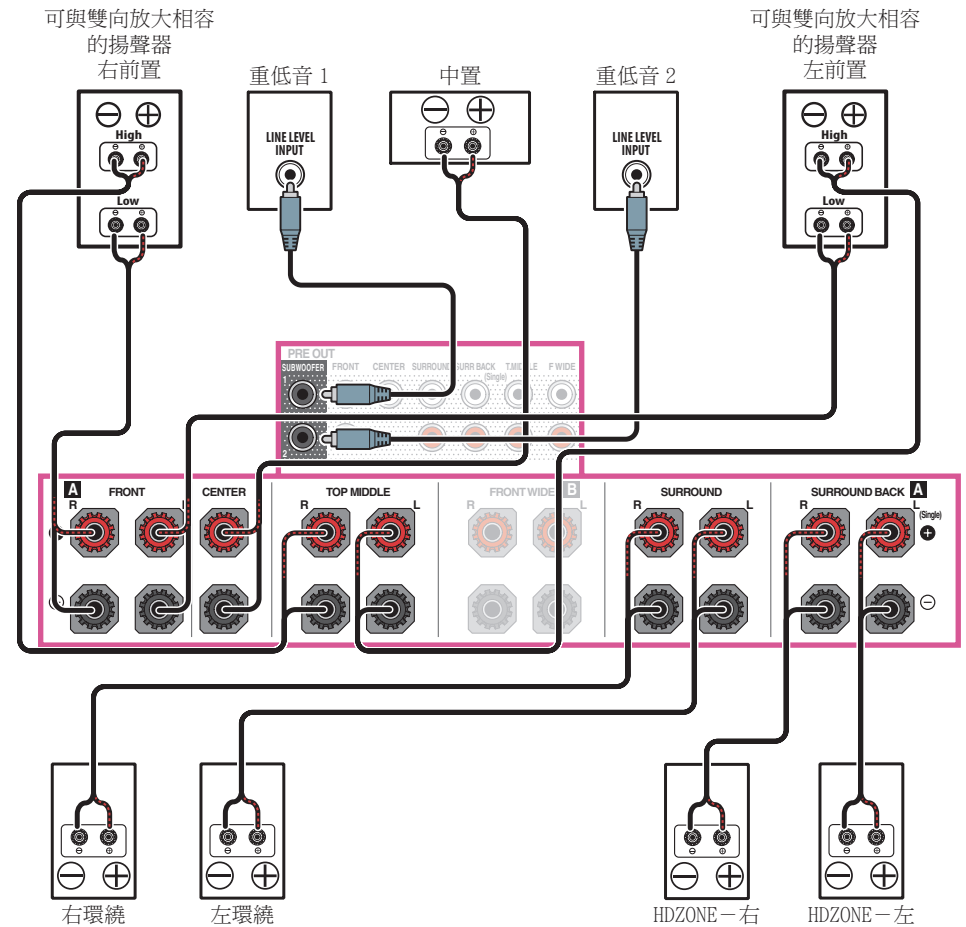 可與雙向放大相容
的揚聲器
右前置
重低音 1
中置
重低音 2
可與雙向放大相容
的揚聲器
左前置
High
Low
LINE LEVEL
INPUT
LINE LEVEL
INPUT
High
Low
PRE OUT
SUBWOOFER FRONT CENTER SURROUND SURR BACK T.MIDDLE F WIDE
(Single)
1
2
A FRONT CENTER TOP MIDDLE FRONT WIDE B SURROUND SURROUND BACK A
R L R L R L R L R L
(Single)
右環繞
左環繞
HDZONE－右
HDZONE－左